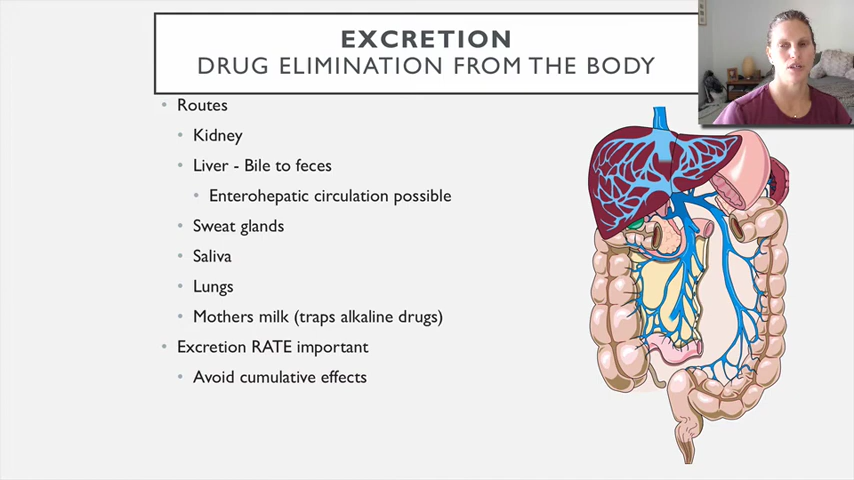 EXCRETION
DRUG ELIMINATION FROM THE BODY
• Routes
• Kidney
• Liver - Bile to feces
• Enterohepatic circulation possible
• Sweat glands
• Saliva
• Lungs
• Mothers milk (traps alkaline drugs)
• Excretion RATE important
• Avoid cumulative effects